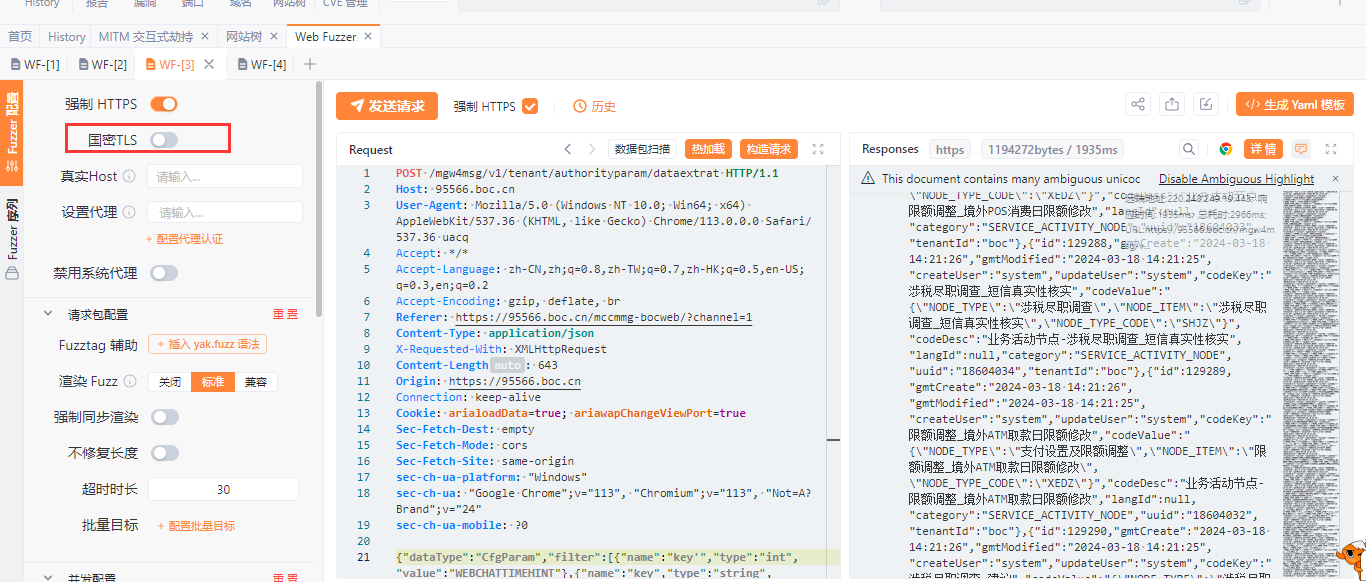 History 报告 漏洞 端口 域名 网站树 CVE 管理
首页 History MITM 交互式劫持 × 网站树 × Web Fuzzer ×
WF-[1] WF-[2] WF-[3] × WF-[4] +
Fuzzer 配置
Fuzzer 序列
强制 HTTPS
国密TLS
真实Host 请输入...
设置代理 请输入...
+ 配置代理认证
禁用系统代理
请求包配置 重置
Fuzztag 辅助 + 插入 yak.fuzz 语法
渲染 Fuzz 关闭 标准 兼容
强制同步渲染
不修复长度
超时时长 30
批量目标 + 配置批量目标
并发配置 重置
发送请求 强制 HTTPS 历史 </> 生成 Yaml 模板
Request 数据包扫描 热加载 构造请求
1 POST /mgw4msg/v1/tenant/authorityparam/dataextrat HTTP/1.1
2 Host: 95566.boc.cn
3 User-Agent: Mozilla/5.0 (Windows NT 10.0; Win64; x64)
AppleWebKit/537.36 (KHTML, like Gecko) Chrome/113.0.0.0 Safari/
537.36 uacq
4 Accept: */*
5 Accept-Language: zh-CN,zh;q=0.8,zh-TW;q=0.7,zh-HK;q=0.5,en-US;
q=0.3,en;q=0.2
6 Accept-Encoding: gzip, deflate, br
7 Referer: https://95566.boc.cn/mccmmg-bocweb/?channel=1
8 Content-Type: application/json
9 X-Requested-With: XMLHttpRequest
10 Content-Length auto : 643
11 Origin: https://95566.boc.cn
12 Connection: keep-alive
13 Cookie: arialoadData=true; ariawapChangeViewPort=true
14 Sec-Fetch-Dest: empty
15 Sec-Fetch-Mode: cors
16 Sec-Fetch-Site: same-origin
17 sec-ch-ua-platform: "Windows"
18 sec-ch-ua: "Google Chrome";v="113", "Chromium";v="113", "Not=A?
Brand";v="24"
19 sec-ch-ua-mobile: ?0
20
21 {"dataType":"CfgParam","filter":[{"name":"key'","type":"int",
"value":"WEBCHATTIMEHINT"},{"name":"key","type":"string",
Responses https 1194272bytes / 1935ms 详情
This document contains many ambiguous unicoc Disable Ambiguous Highlight ×
\"NODE_TYPE_CODE\":\"XEDZ\"}","codeDesc":"业务活动节点-
限额调整_境外POS消费日限额修改","langId":null,
"category":"SERVICE_ACTIVITY_NODE","uuid":"18604033",
"tenantId":"boc"},{"id":129288,"gmtCreate":"2024-03-18
14:21:26","gmtModified":"2024-03-18 14:21:25",
"createUser":"system","updateUser":"system","codeKey":"
涉税尽职调查_短信真实性核实","codeValue":"
{\"NODE_TYPE\":\"涉税尽职调查\",\"NODE_ITEM\":\"涉税尽职
调查_短信真实性核实\",\"NODE_TYPE_CODE\":\"SHJZ\"}",
"codeDesc":"业务活动节点-涉税尽职调查_短信真实性核实",
"langId":null,"category":"SERVICE_ACTIVITY_NODE",
"uuid":"18604034","tenantId":"boc"},{"id":129289,
"gmtCreate":"2024-03-18 14:21:26",
"gmtModified":"2024-03-18 14:21:25",
"createUser":"system","updateUser":"system","codeKey":"
限额调整_境外ATM取款日限额修改","codeValue":"
{\"NODE_TYPE\":\"支付设置及限额调整\",\"NODE_ITEM\":\"限
额调整_境外ATM取款日限额修改\",
\"NODE_TYPE_CODE\":\"XEDZ\"}","codeDesc":"业务活动节点-
限额调整_境外ATM取款日限额修改","langId":null,
"category":"SERVICE_ACTIVITY_NODE","uuid":"18604032",
"tenantId":"boc"},{"id":129290,"gmtCreate":"2024-03-18
14:21:26","gmtModified":"2024-03-18 14:21:25",
"createUser":"system","updateUser":"system","codeKey":"